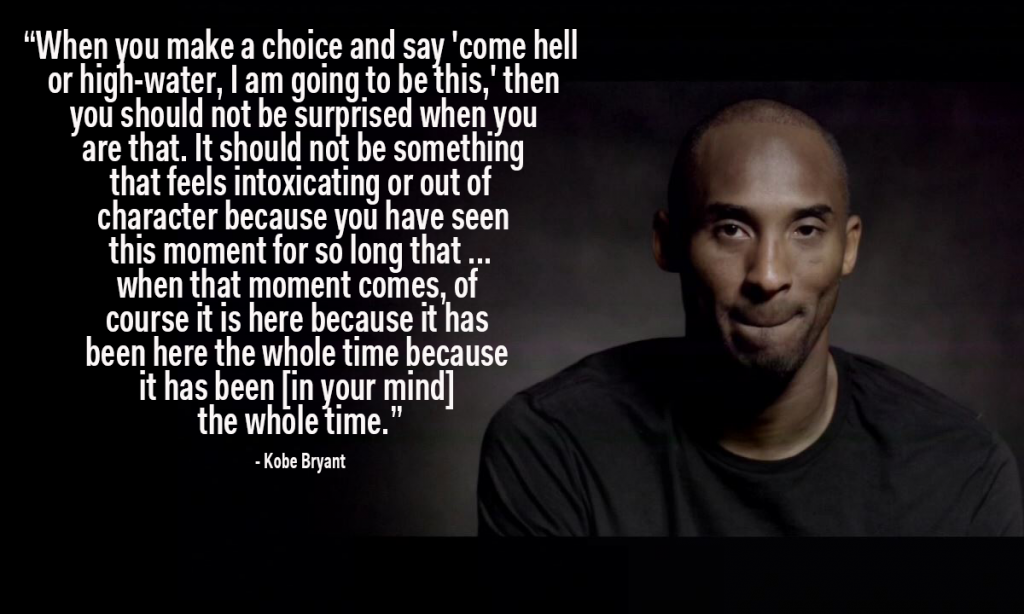 “When you make a choice and say 'come hell
or high-water, I am going to be this,' then
you should not be surprised when you
are that. It should not be something
that feels intoxicating or out of
character because you have seen
this moment for so long that ...
when that moment comes, of
course it is here because it has
been here the whole time because
it has been [in your mind]
the whole time.”
- Kobe Bryant